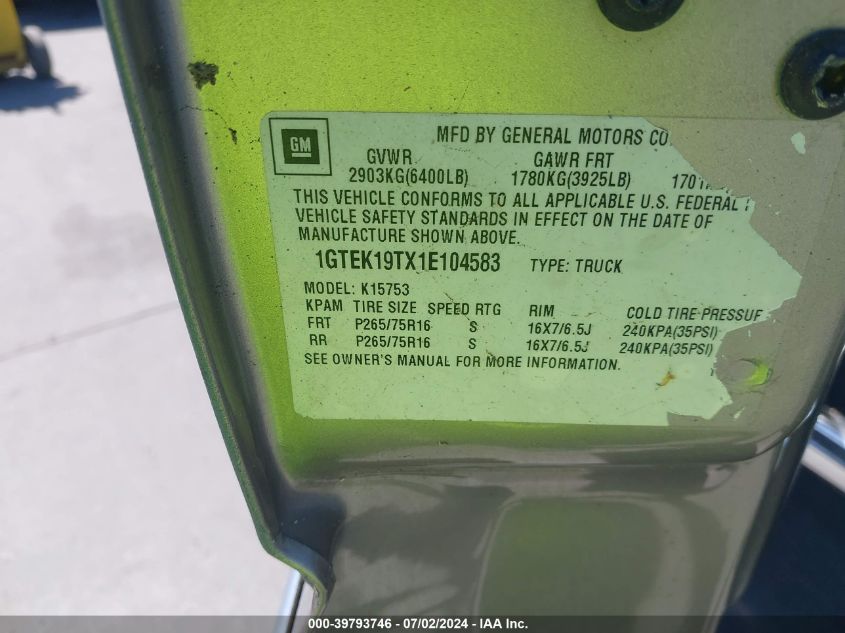 GM
MFD BY GENERAL MOTORS CO
GVWR GAWR FRT
2903KG(6400LB) 1780KG(3925LB) 1701
THIS VEHICLE CONFORMS TO ALL APPLICABLE U.S. FEDERAL
VEHICLE SAFETY STANDARDS IN EFFECT ON THE DATE OF
MANUFACTURE SHOWN ABOVE.
1GTEK19TX1E104583 TYPE: TRUCK
MODEL: K15753
KPAM TIRE SIZE SPEED RTG RIM COLD TIRE PRESSUF
FRT P265/75R16 S 16X7/6.5J 240KPA(35PSI)
RR P265/75R16 S 16X7/6.5J 240KPA(35PSI)
SEE OWNER'S MANUAL FOR MORE INFORMATION.
000-39793746 - 07/02/2024 - IAA Inc.